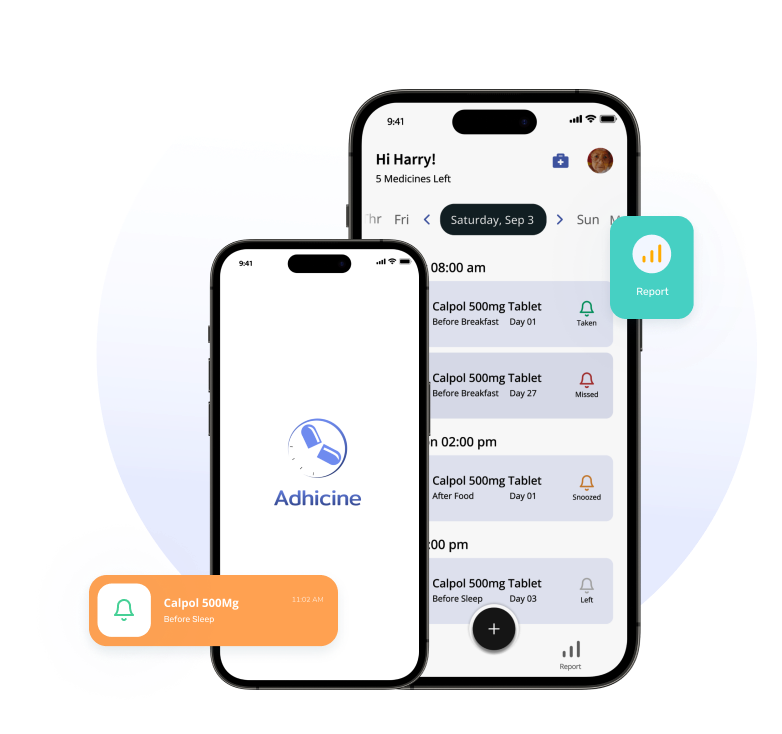 9:41
Hi Harry!
5 Medicines Left
Fri
Saturday, Sep 3
Sun
08:00 am
Calpol 500mg Tablet
Before Breakfast Day 01
Taken
Calpol 500mg Tablet
Before Breakfast Day 27
Missed
02:00 pm
Calpol 500mg Tablet
After Food Day 01
Snoozed
:00 pm
Calpol 500mg Tablet
Before Sleep Day 03
Left
+
Report
Report
9:41
Adhicine
Calpol 500Mg
11:02 AM
Before Sleep